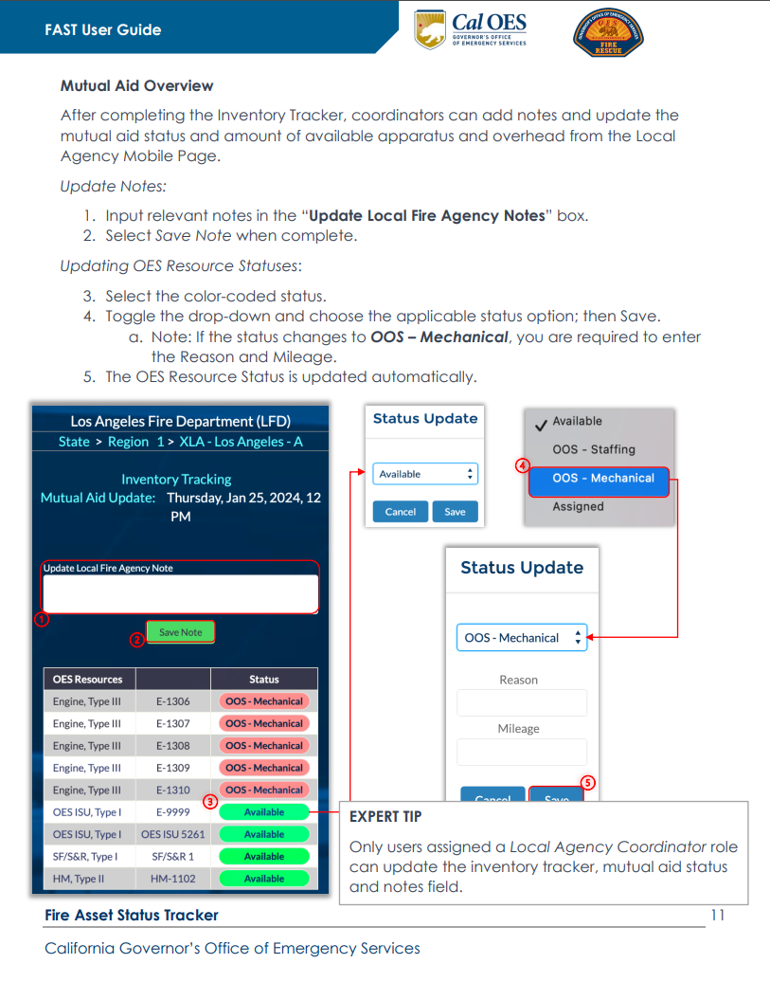 FAST User Guide
Cal OES
GOVERNOR'S OFFICE
OF EMERGENCY SERVICES
GOVERNOR'S OFFICE OF EMERGENCY SERVICES
OES
FIRE
RESCUE
Mutual Aid Overview
After completing the Inventory Tracker, coordinators can add notes and update the
mutual aid status and amount of available apparatus and overhead from the Local
Agency Mobile Page.
Update Notes:
1. Input relevant notes in the “Update Local Fire Agency Notes” box.
2. Select Save Note when complete.
Updating OES Resource Statuses:
3. Select the color-coded status.
4. Toggle the drop-down and choose the applicable status option; then Save.
a. Note: If the status changes to OOS – Mechanical, you are required to enter
the Reason and Mileage.
5. The OES Resource Status is updated automatically.
Los Angeles Fire Department (LFD)
State > Region 1 > XLA - Los Angeles - A
Inventory Tracking
Mutual Aid Update: Thursday, Jan 25, 2024, 12
PM
Update Local Fire Agency Note
1
2 Save Note
OES Resources Status
Engine, Type III E-1306 OOS - Mechanical
Engine, Type III E-1307 OOS - Mechanical
Engine, Type III E-1308 OOS - Mechanical
Engine, Type III E-1309 OOS - Mechanical
Engine, Type III E-1310 OOS - Mechanical
3
OES ISU, Type I E-9999 Available
OES ISU, Type I OES ISU 5261 Available
SF/S&R, Type I SF/S&R 1 Available
HM, Type II HM-1102 Available
Status Update
Available
Cancel Save
Available
OOS - Staffing
4 OOS - Mechanical
Assigned
Status Update
OOS - Mechanical
Reason
Mileage
5
Cancel Save
EXPERT TIP
Only users assigned a Local Agency Coordinator role
can update the inventory tracker, mutual aid status
and notes field.
Fire Asset Status Tracker 11
California Governor's Office of Emergency Services